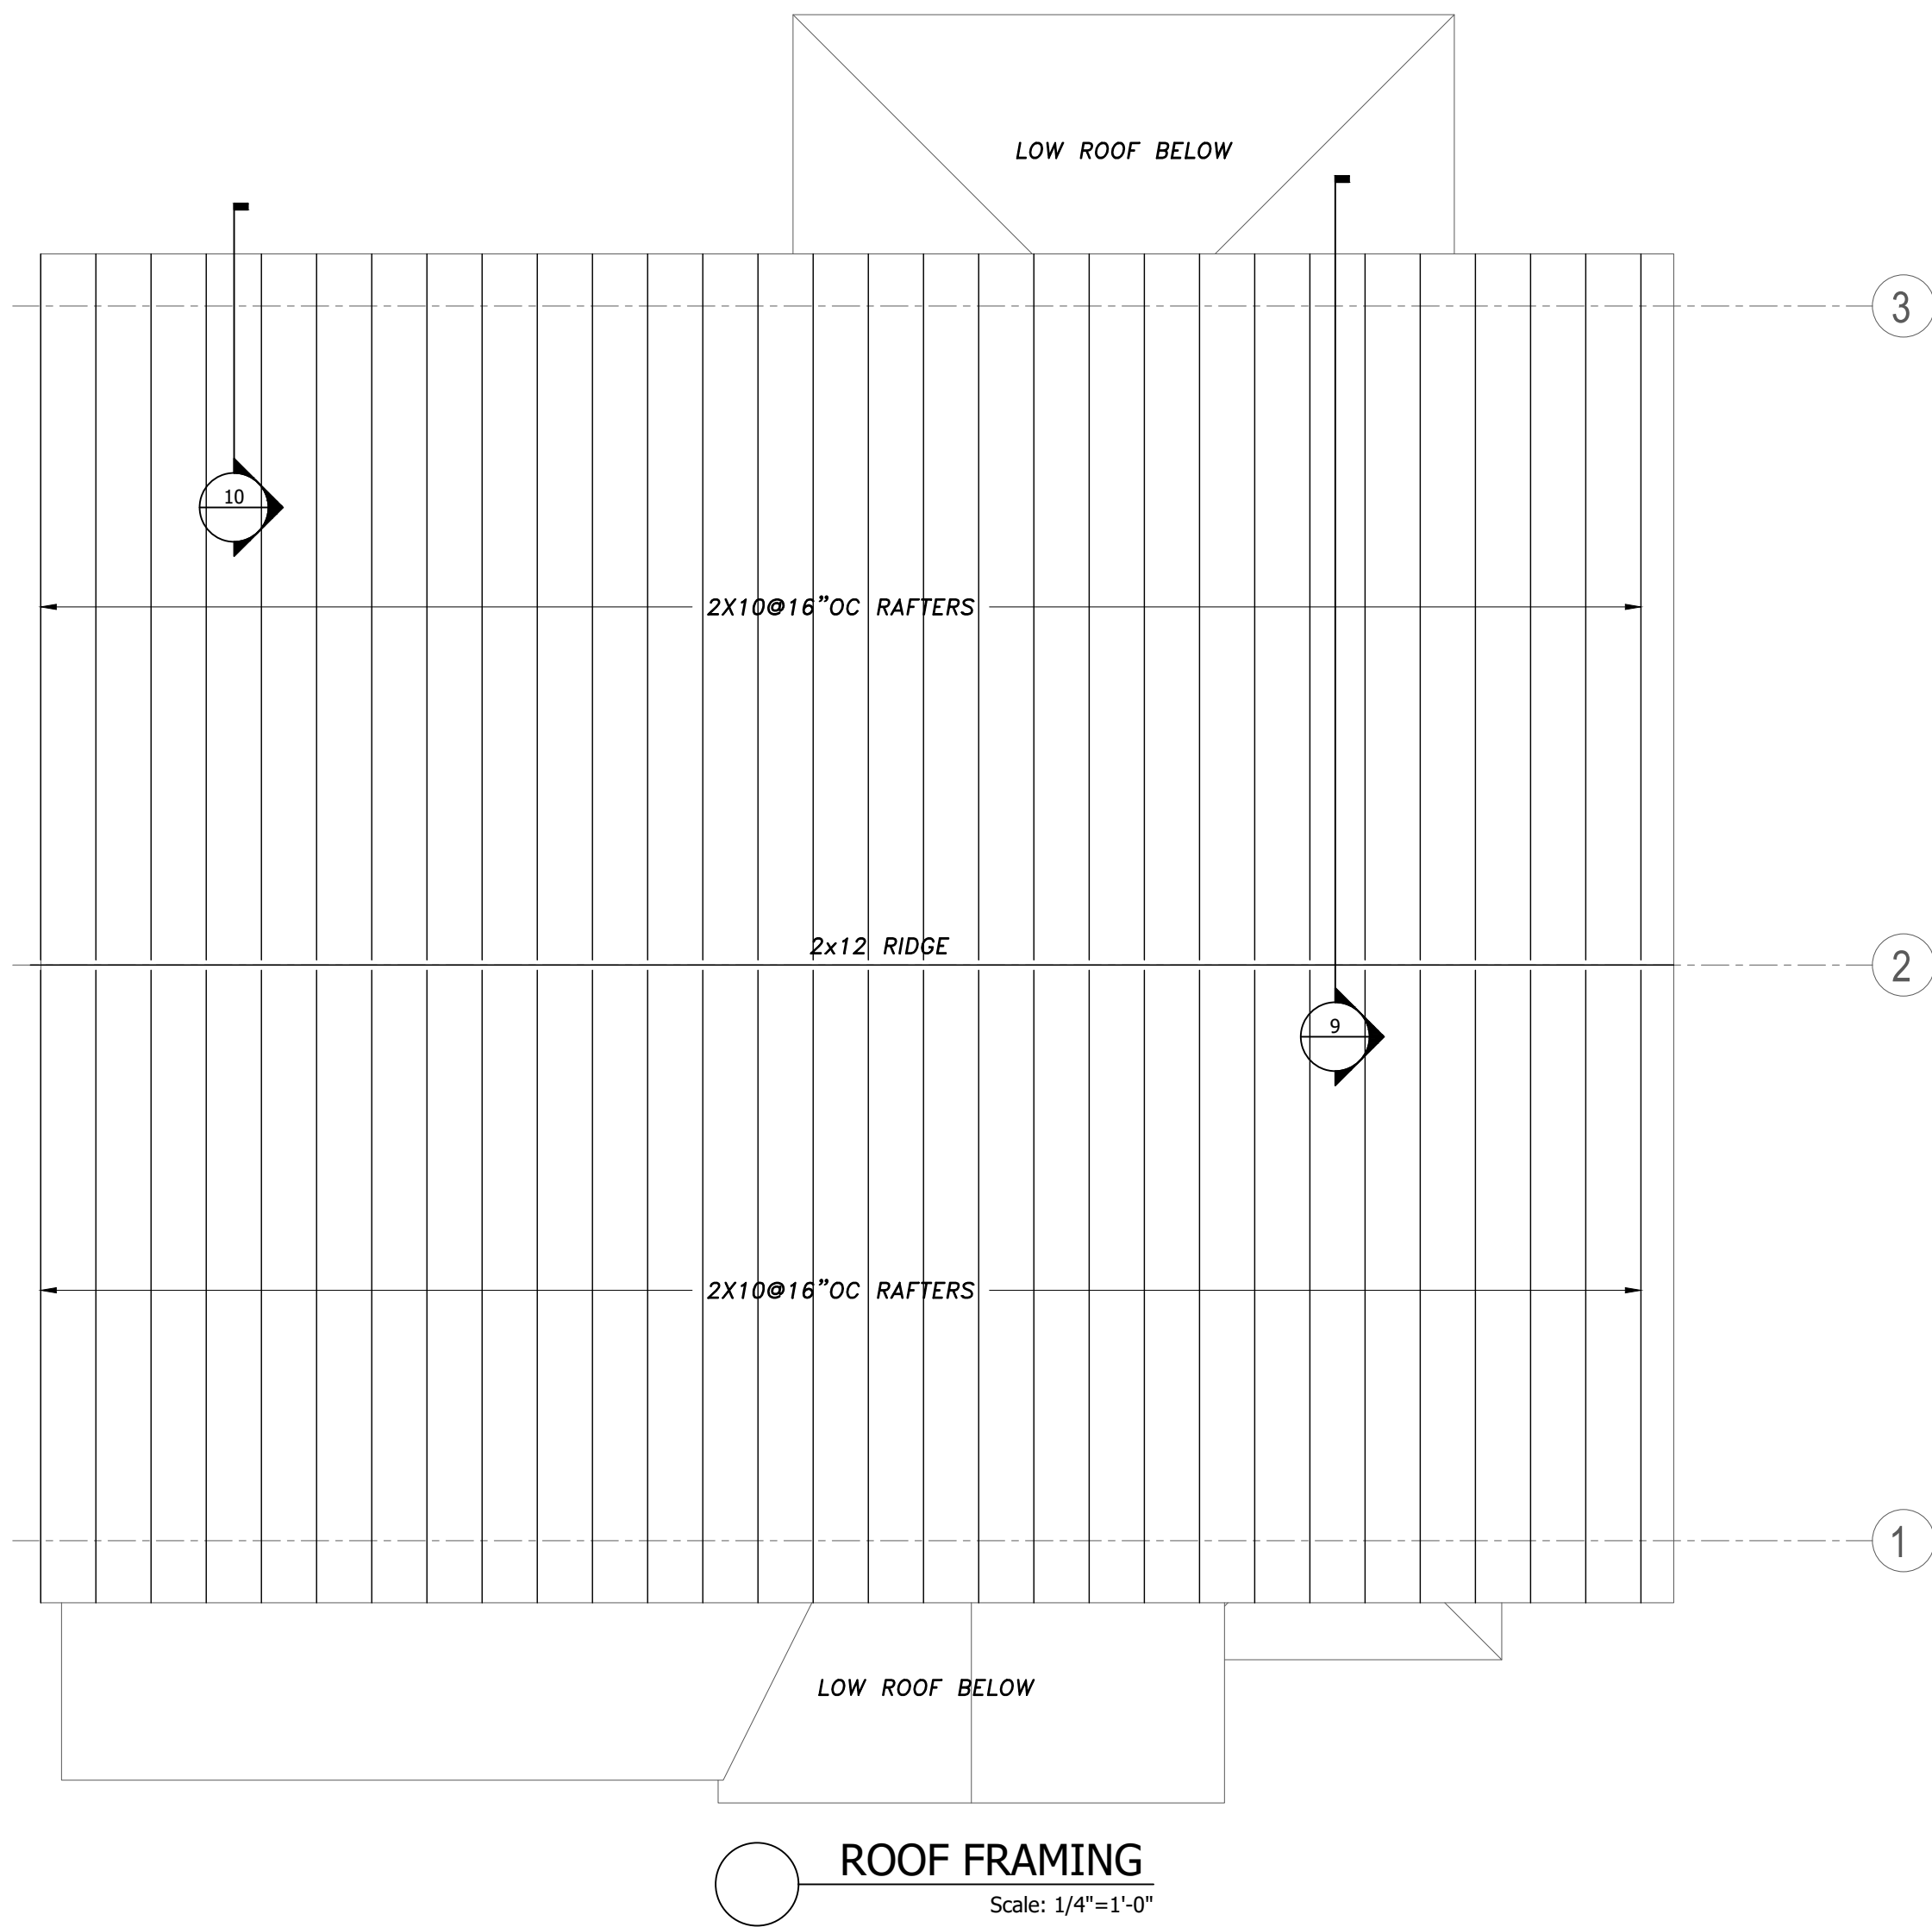 LOW ROOF BELOW
3
10
2X10@16"OC RAFTERS
2x12 RIDGE
2
9
2X10@16"OC RAFTERS
1
LOW ROOF BELOW
ROOF FRAMING
Scale: 1/4"=1'-0"